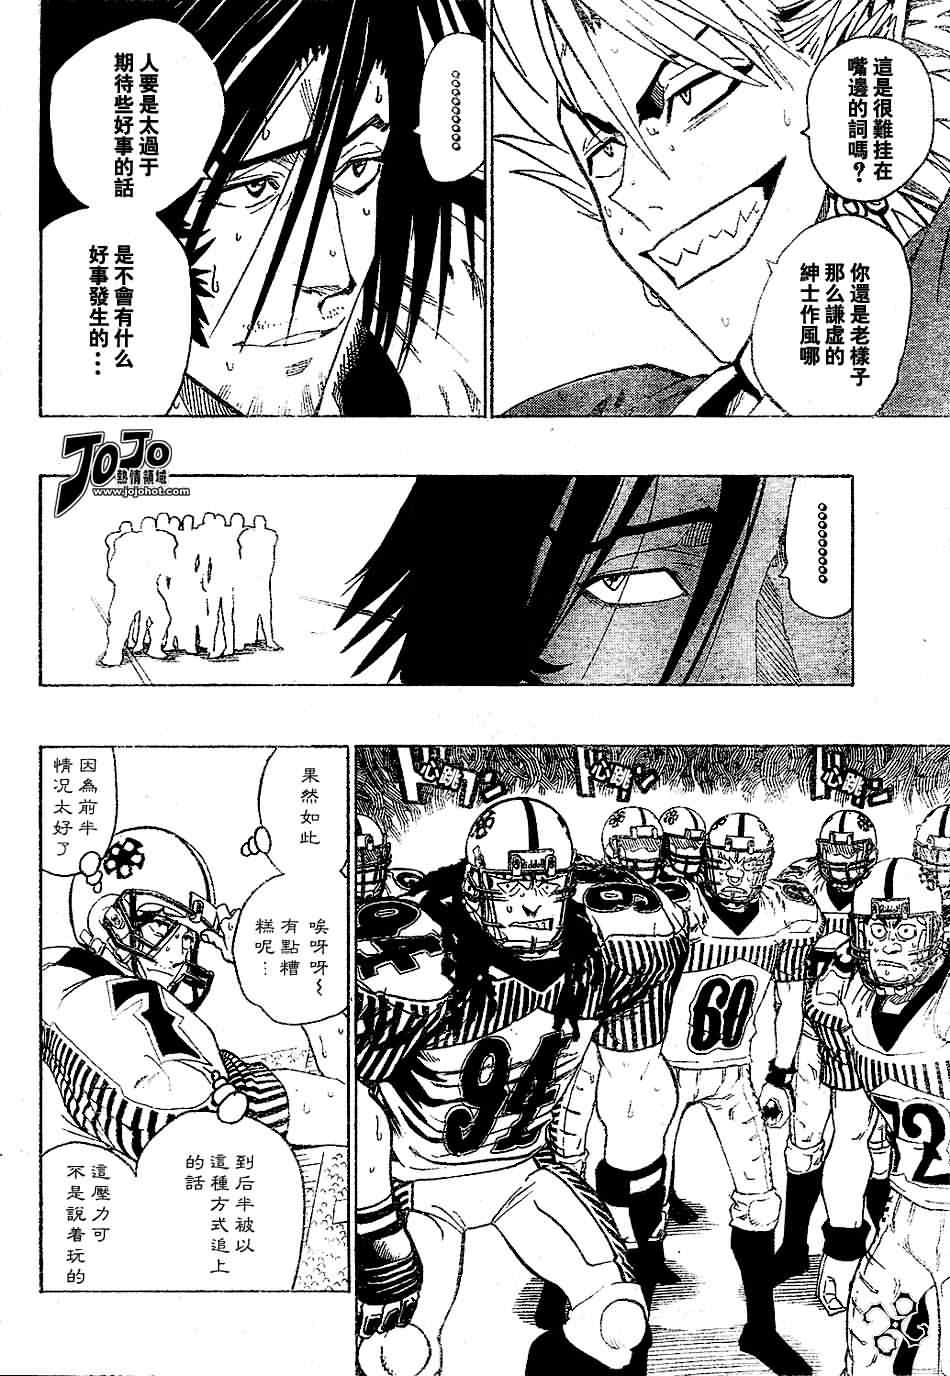 這是很難挂在
嘴邊的詞嗎?
你還是老樣子
那么謙虚的
紳士作風哪
………
人要是太過于
期待些好事的話
是不會有什么
好事發生的…
JOJO
熱情領域
www.jojohot.com
………
心跳
心跳
心跳
Riddell
94
96
60
72
果然如此
唉呀呀~
有點糟
糕呢…
因為前半
情况太好了
到后半被以
這種方式追上
的話
這壓力可
不是說着玩的